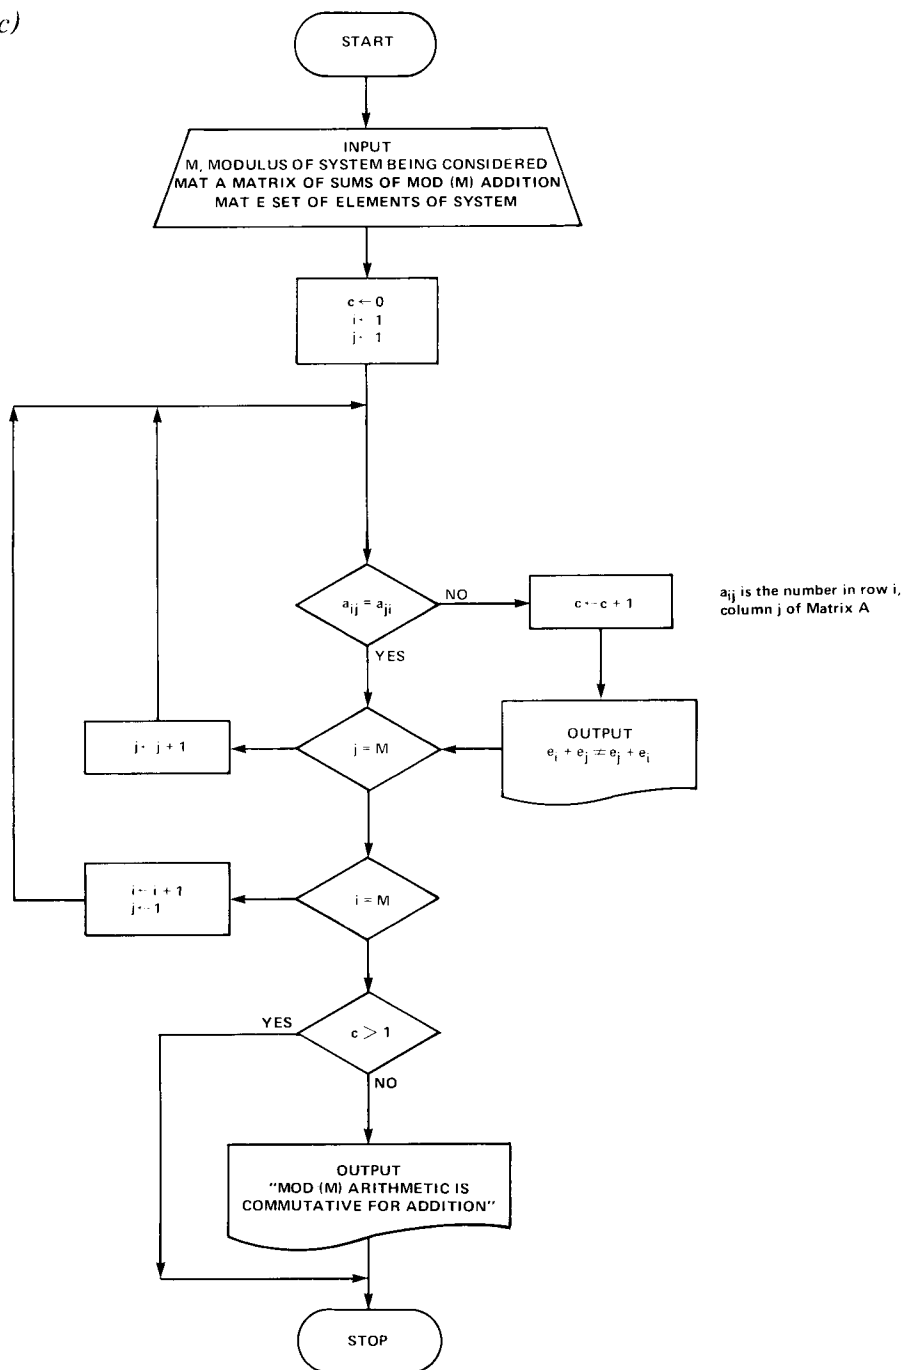 c)
START
INPUT
M, MODULUS OF SYSTEM BEING CONSIDERED
MAT A MATRIX OF SUMS OF MOD (M) ADDITION
MAT E SET OF ELEMENTS OF SYSTEM
c ← 0
i ← 1
j ← 1
a_ij = a_ji
NO
c ← c + 1
a_ij is the number in row i,
column j of Matrix A
YES
OUTPUT
e_i + e_j ≠ e_j + e_i
j ← j + 1
j = M
i ← i + 1
j ← 1
i = M
YES
c > 1
NO
OUTPUT
"MOD (M) ARITHMETIC IS
COMMUTATIVE FOR ADDITION"
STOP